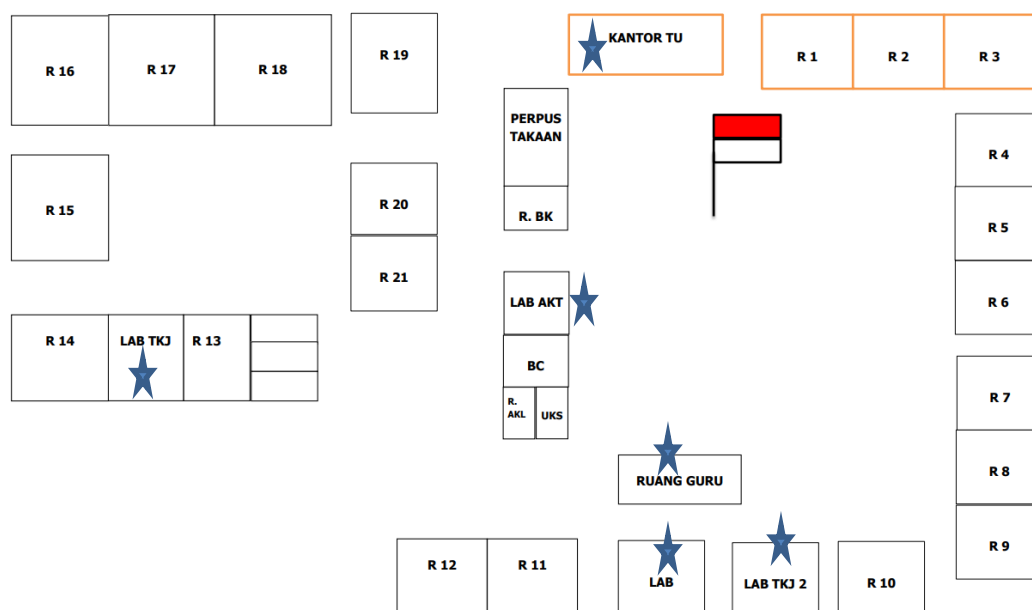 R 16
R 17
R 18
R 19
KANTOR TU
R 1
R 2
R 3
PERPUS
TAKAAN
R. BK
R 4
R 5
R 6
R 15
R 20
R 21
LAB AKT
BC
R.
AKL
UKS
R 14
LAB TKJ
R 13
R 7
R 8
R 9
RUANG GURU
R 12
R 11
LAB
LAB TKJ 2
R 10